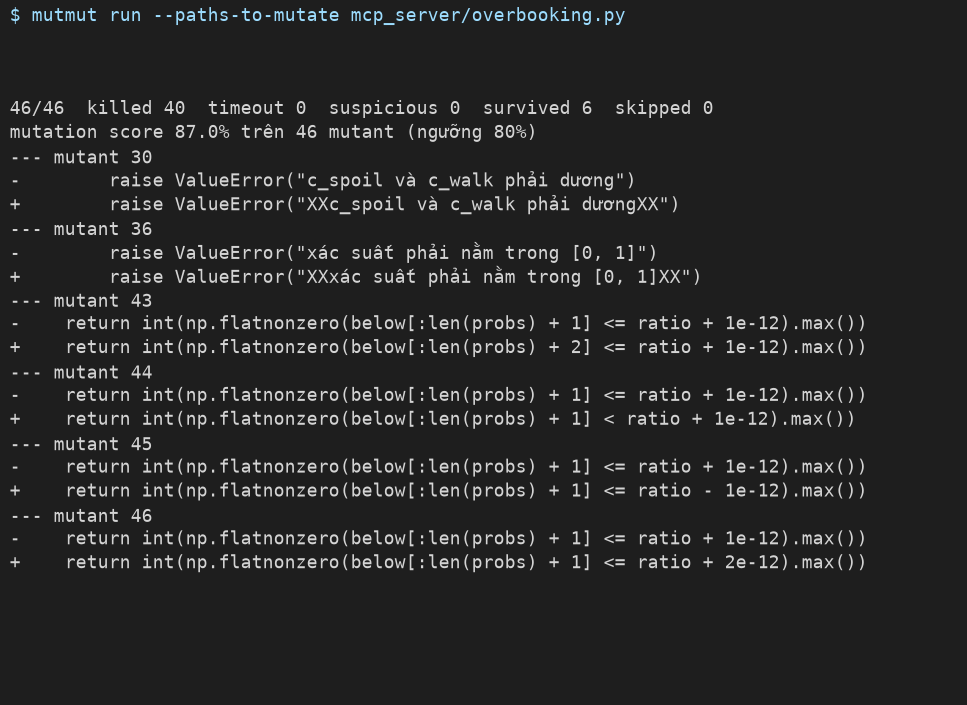 $ mutmut run --paths-to-mutate mcp_server/overbooking.py
46/46  killed 40  timeout 0  suspicious 0  survived 6  skipped 0
mutation score 87.0% trên 46 mutant (ngưỡng 80%)
--- mutant 30
-        raise ValueError("c_spoil và c_walk phải dương")
+        raise ValueError("XXc_spoil và c_walk phải dươngXX")
--- mutant 36
-        raise ValueError("xác suất phải nằm trong [0, 1]")
+        raise ValueError("XXxác suất phải nằm trong [0, 1]XX")
--- mutant 43
-    return int(np.flatnonzero(below[:len(probs) + 1] <= ratio + 1e-12).max())
+    return int(np.flatnonzero(below[:len(probs) + 2] <= ratio + 1e-12).max())
--- mutant 44
-    return int(np.flatnonzero(below[:len(probs) + 1] <= ratio + 1e-12).max())
+    return int(np.flatnonzero(below[:len(probs) + 1] < ratio + 1e-12).max())
--- mutant 45
-    return int(np.flatnonzero(below[:len(probs) + 1] <= ratio + 1e-12).max())
+    return int(np.flatnonzero(below[:len(probs) + 1] <= ratio - 1e-12).max())
--- mutant 46
-    return int(np.flatnonzero(below[:len(probs) + 1] <= ratio + 1e-12).max())
+    return int(np.flatnonzero(below[:len(probs) + 1] <= ratio + 2e-12).max())